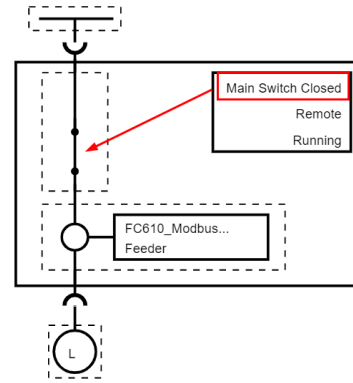 Main Switch Closed
Remote
Running
FC610_Modbus...
Feeder
L